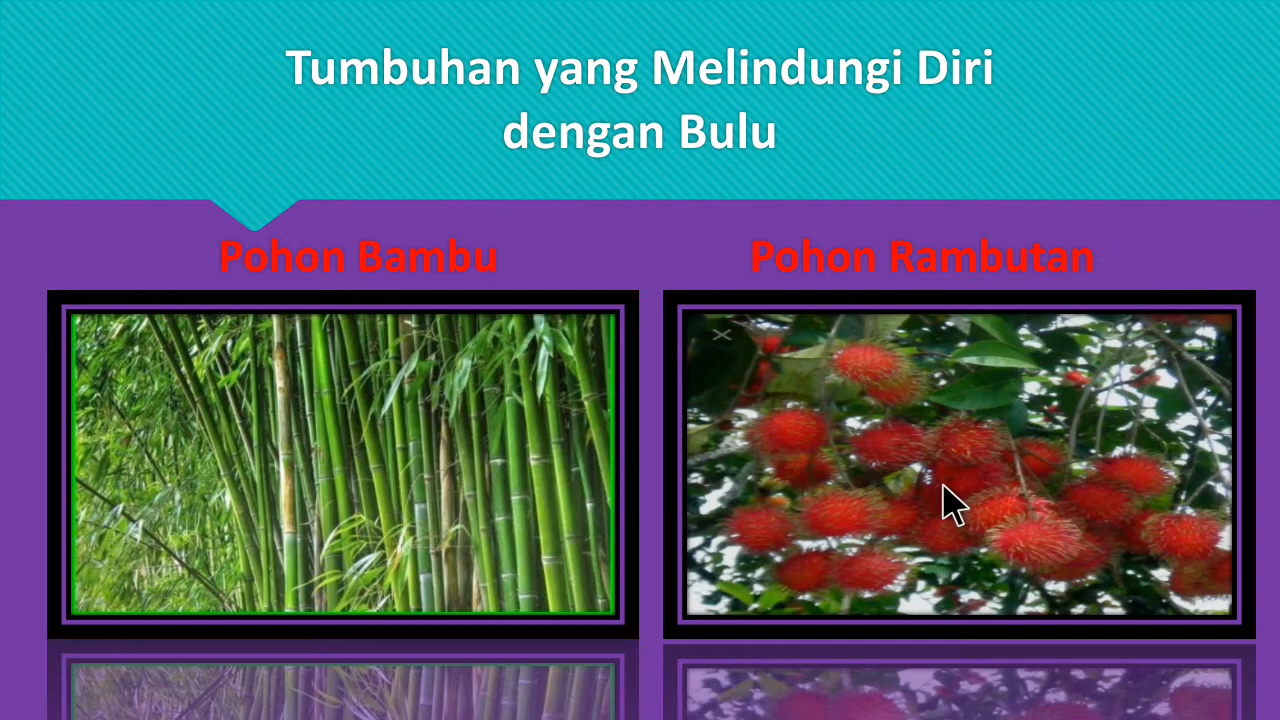 Tumbuhan yang Melindungi Diri
dengan Bulu
Pohon Bambu
Pohon Rambutan